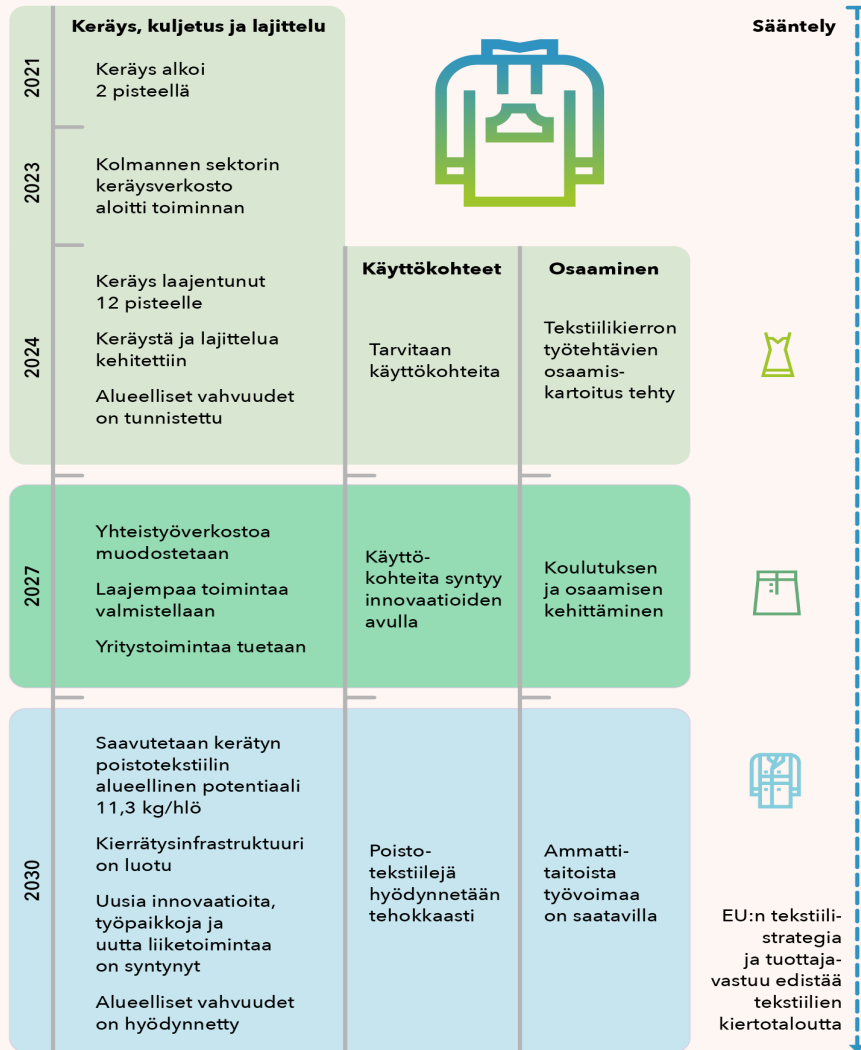 Keräys, kuljetus ja lajittelu
Sääntely
2021
Keräys alkoi
2 pisteellä
2023
Kolmannen sektorin
keräysverkosto
aloitti toiminnan
2024
Keräys laajentunut
12 pisteelle
Keräystä ja lajittelua
kehitettiin
Alueelliset vahvuudet
on tunnistettu
Käyttökohteet
Tarvitaan
käyttökohteita
Osaaminen
Tekstiilikierron
työtehtävien
osaamis-
kartoitus tehty
2027
Yhteistyöverkostoa
muodostetaan
Laajempaa toimintaa
valmistellaan
Yritystoimintaa tuetaan
Käyttö-
kohteita syntyy
innovaatioiden
avulla
Koulutuksen
ja osaamisen
kehittäminen
2030
Saavutetaan kerätyn
poistotekstiilin
alueellinen potentiaali
11,3 kg/hlö
Kierrätysinfrastruktuuri
on luotu
Uusia innovaatioita,
työpaikkoja ja
uutta liiketoimintaa
on syntynyt
Alueelliset vahvuudet
on hyödynnetty
Poisto-
tekstiilejä
hyödynnetään
tehokkaasti
Ammatti-
taitoista
työvoimaa
on saatavilla
EU:n tekstiili-
strategia
ja tuottaja-
vastuu edistää
tekstiilien
kiertotaloutta